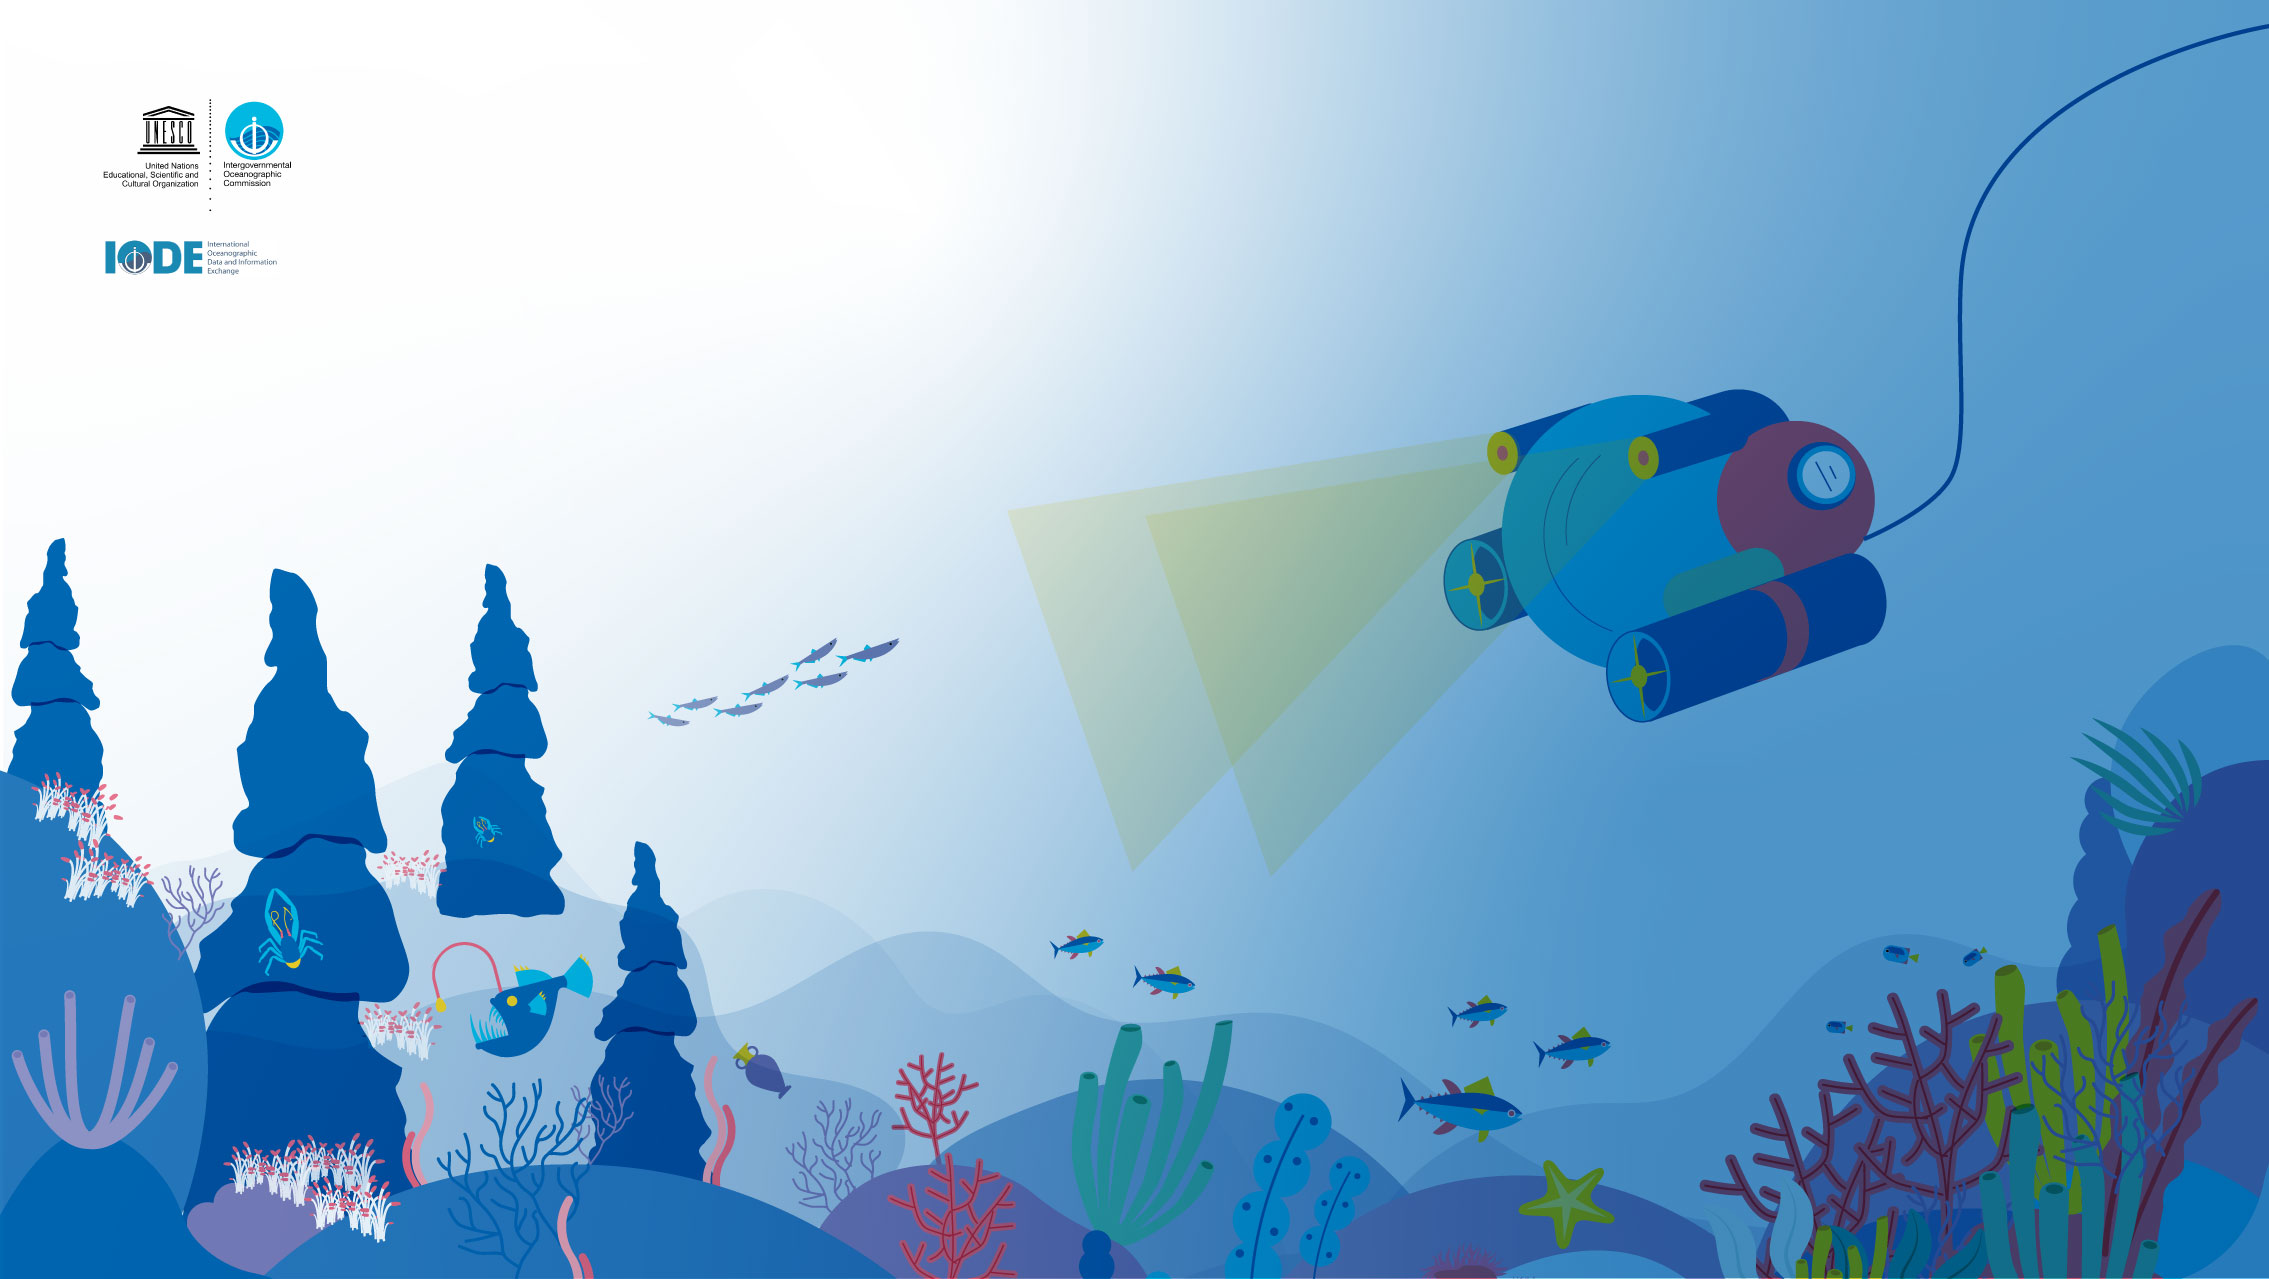 UNESCO
United Nations
Educational, Scientific and
Cultural Organization
Intergovernmental
Oceanographic
Commission
IODE
International
Oceanographic
Data and Information
Exchange